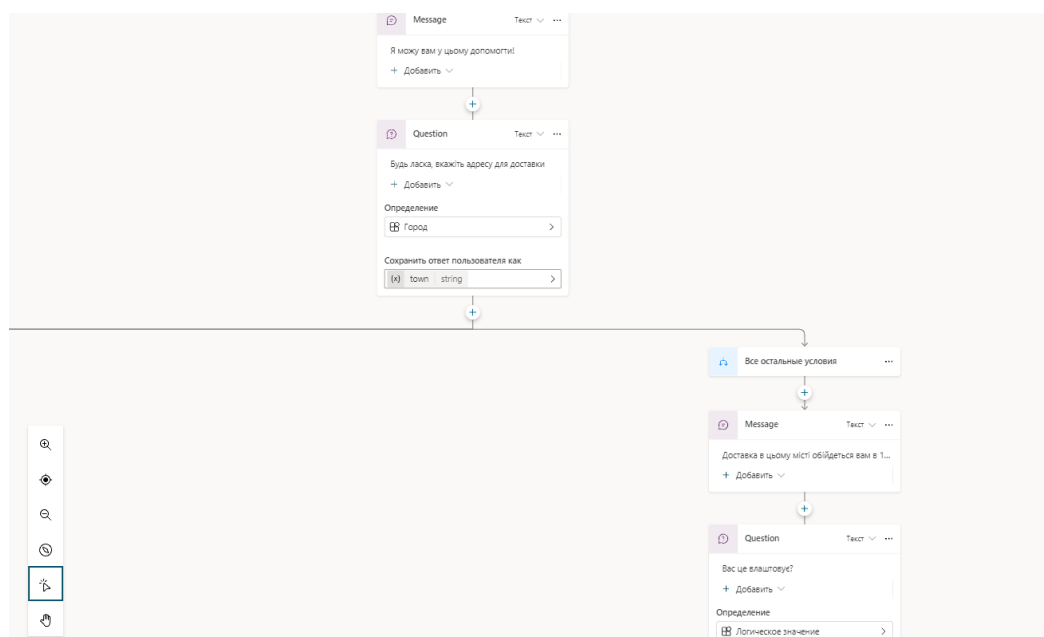 Message Текст
Я можу вам у цьому допомогти!
+ Добавить
Question Текст
Будь ласка, вкажіть адресу для доставки
+ Добавить
Определение
Город
Сохранить ответ пользователя как
{x} town string
Все остальные условия
Message Текст
Доставка в цьому місті обійдеться вам в 1...
+ Добавить
Question Текст
Вас це влаштовує?
+ Добавить
Определение
Логическое значение